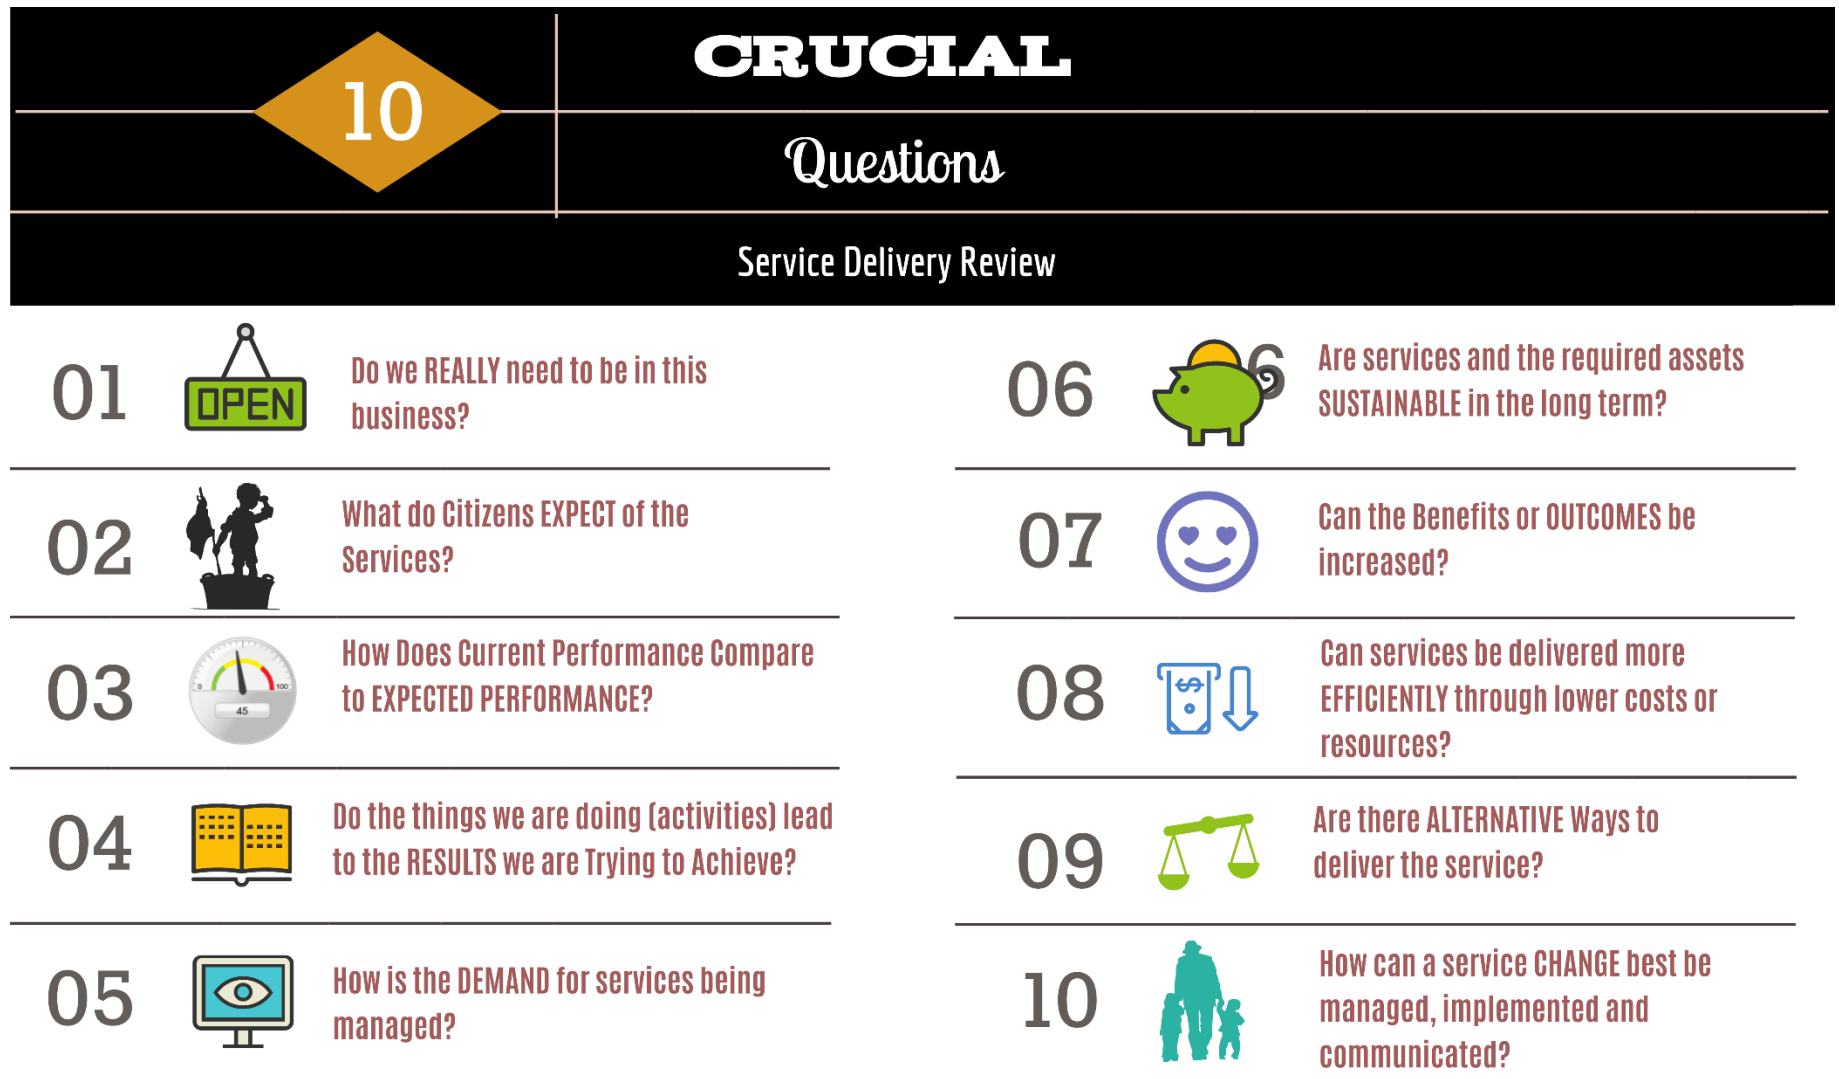 10
CRUCIAL
Questions
Service Delivery Review
01
OPEN
Do we REALLY need to be in this
business?
02
What do Citizens EXPECT of the
Services?
03
0
100
45
How Does Current Performance Compare
to EXPECTED PERFORMANCE?
04
Do the things we are doing (activities) lead
to the RESULTS we are Trying to Achieve?
05
How is the DEMAND for services being
managed?
06
6
Are services and the required assets
SUSTAINABLE in the long term?
07
Can the Benefits or OUTCOMES be
increased?
08
$
Can services be delivered more
EFFICIENTLY through lower costs or
resources?
09
Are there ALTERNATIVE Ways to
deliver the service?
10
How can a service CHANGE best be
managed, implemented and
communicated?